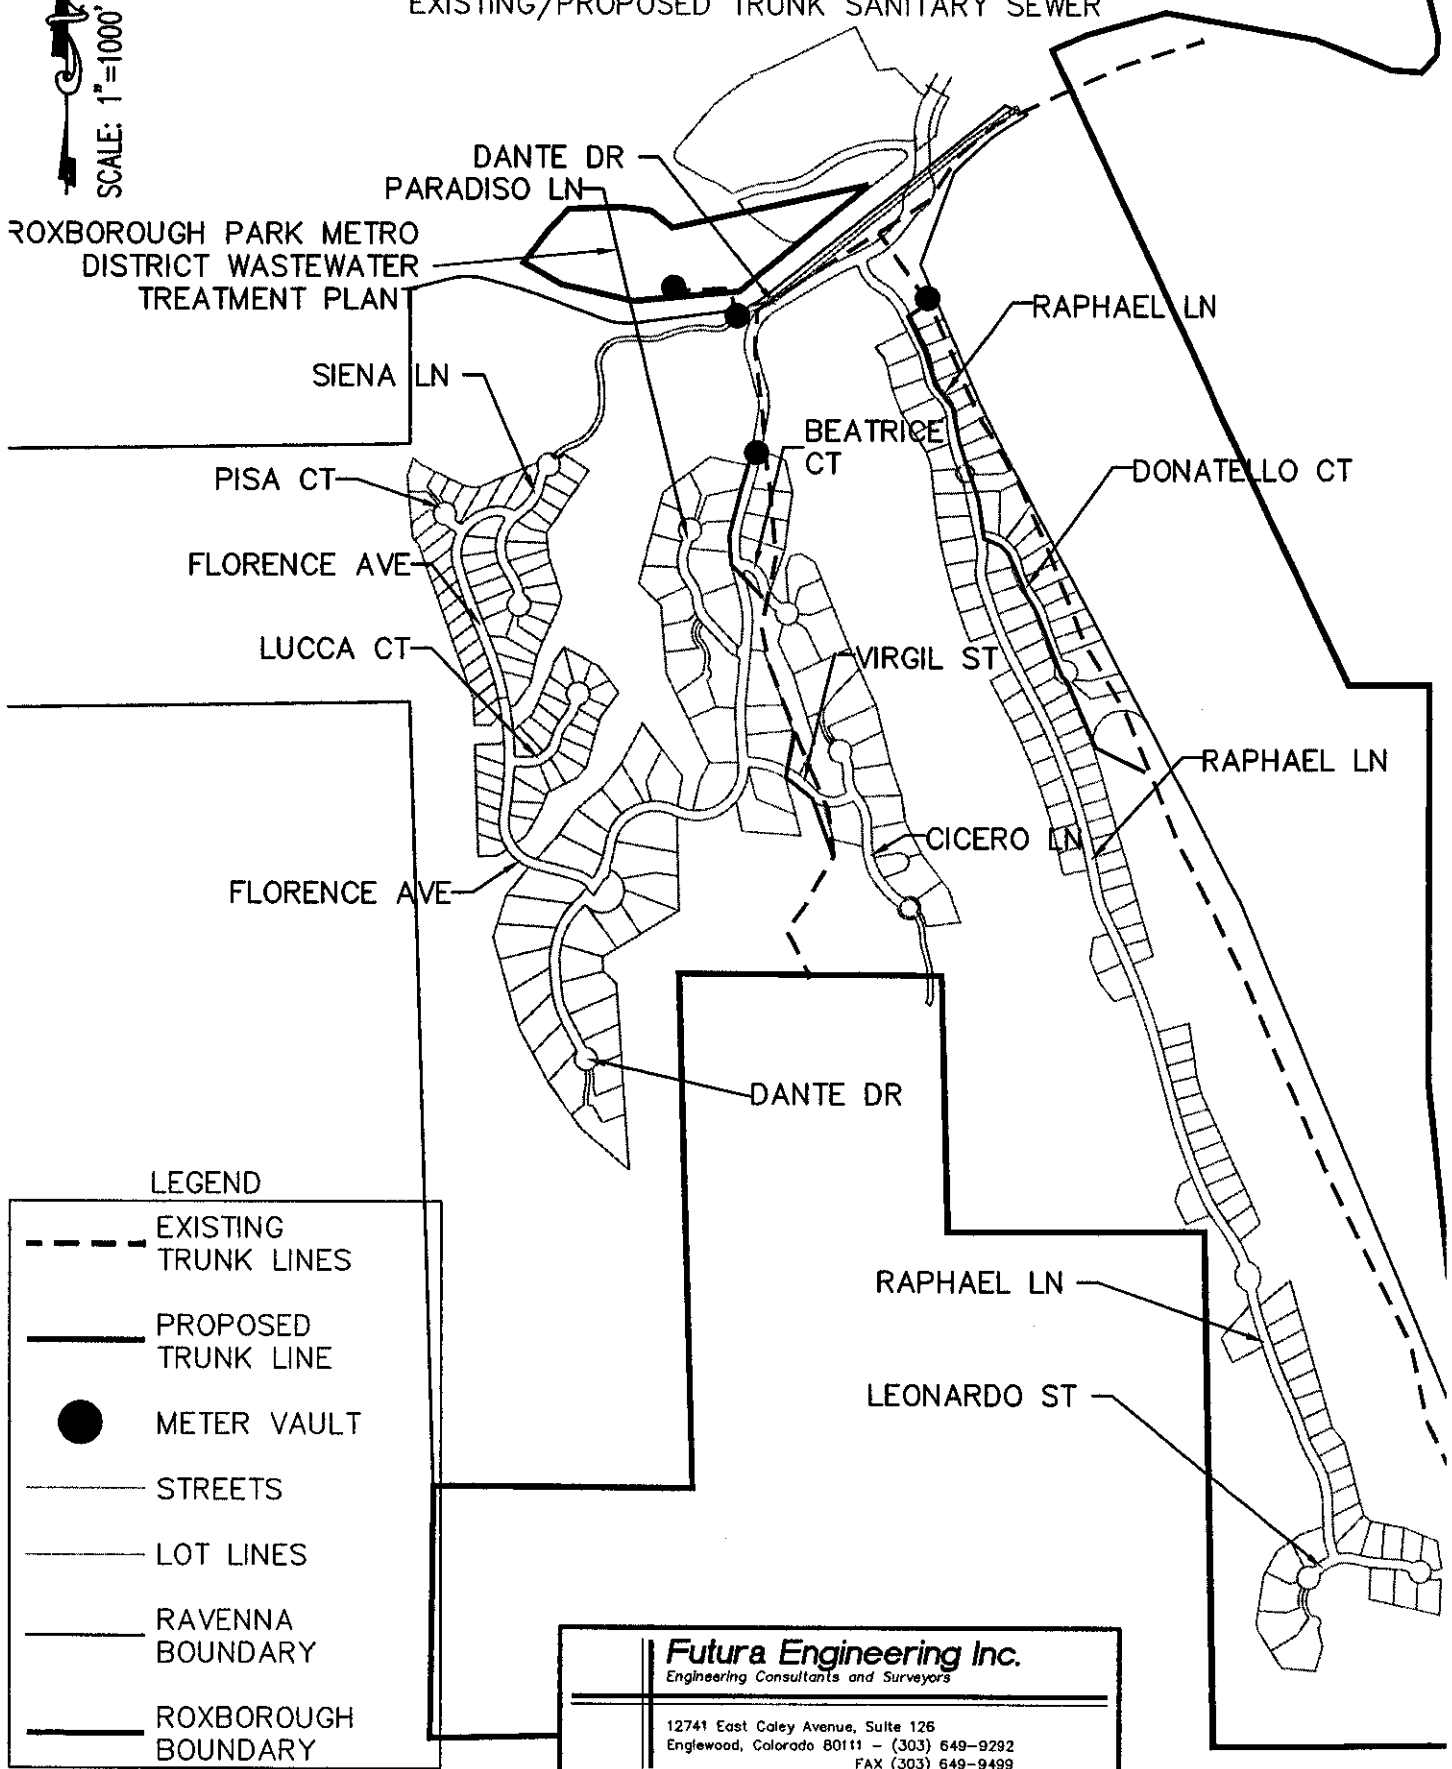 EXISTING/PROPOSED TRUNK SANITARY SEWER
SCALE: 1"=1000'
DANTE DR
PARADISO LN
ROXBOROUGH PARK METRO
DISTRICT WASTEWATER
TREATMENT PLANT
RAPHAEL LN
SIENA LN
BEATRICE
CT
PISA CT
DONATELLO CT
FLORENCE AVE
LUCCA CT
VIRGIL ST
RAPHAEL LN
CICERO LN
FLORENCE AVE
DANTE DR
RAPHAEL LN
LEONARDO ST
LEGEND
EXISTING
TRUNK LINES
PROPOSED
TRUNK LINE
METER VAULT
STREETS
LOT LINES
RAVENNA
BOUNDARY
ROXBOROUGH
BOUNDARY
Futura Engineering Inc.
Engineering Consultants and Surveyors
12741 East Caley Avenue, Suite 126
Englewood, Colorado 80111 - (303) 649-9292
FAX (303) 649-9499